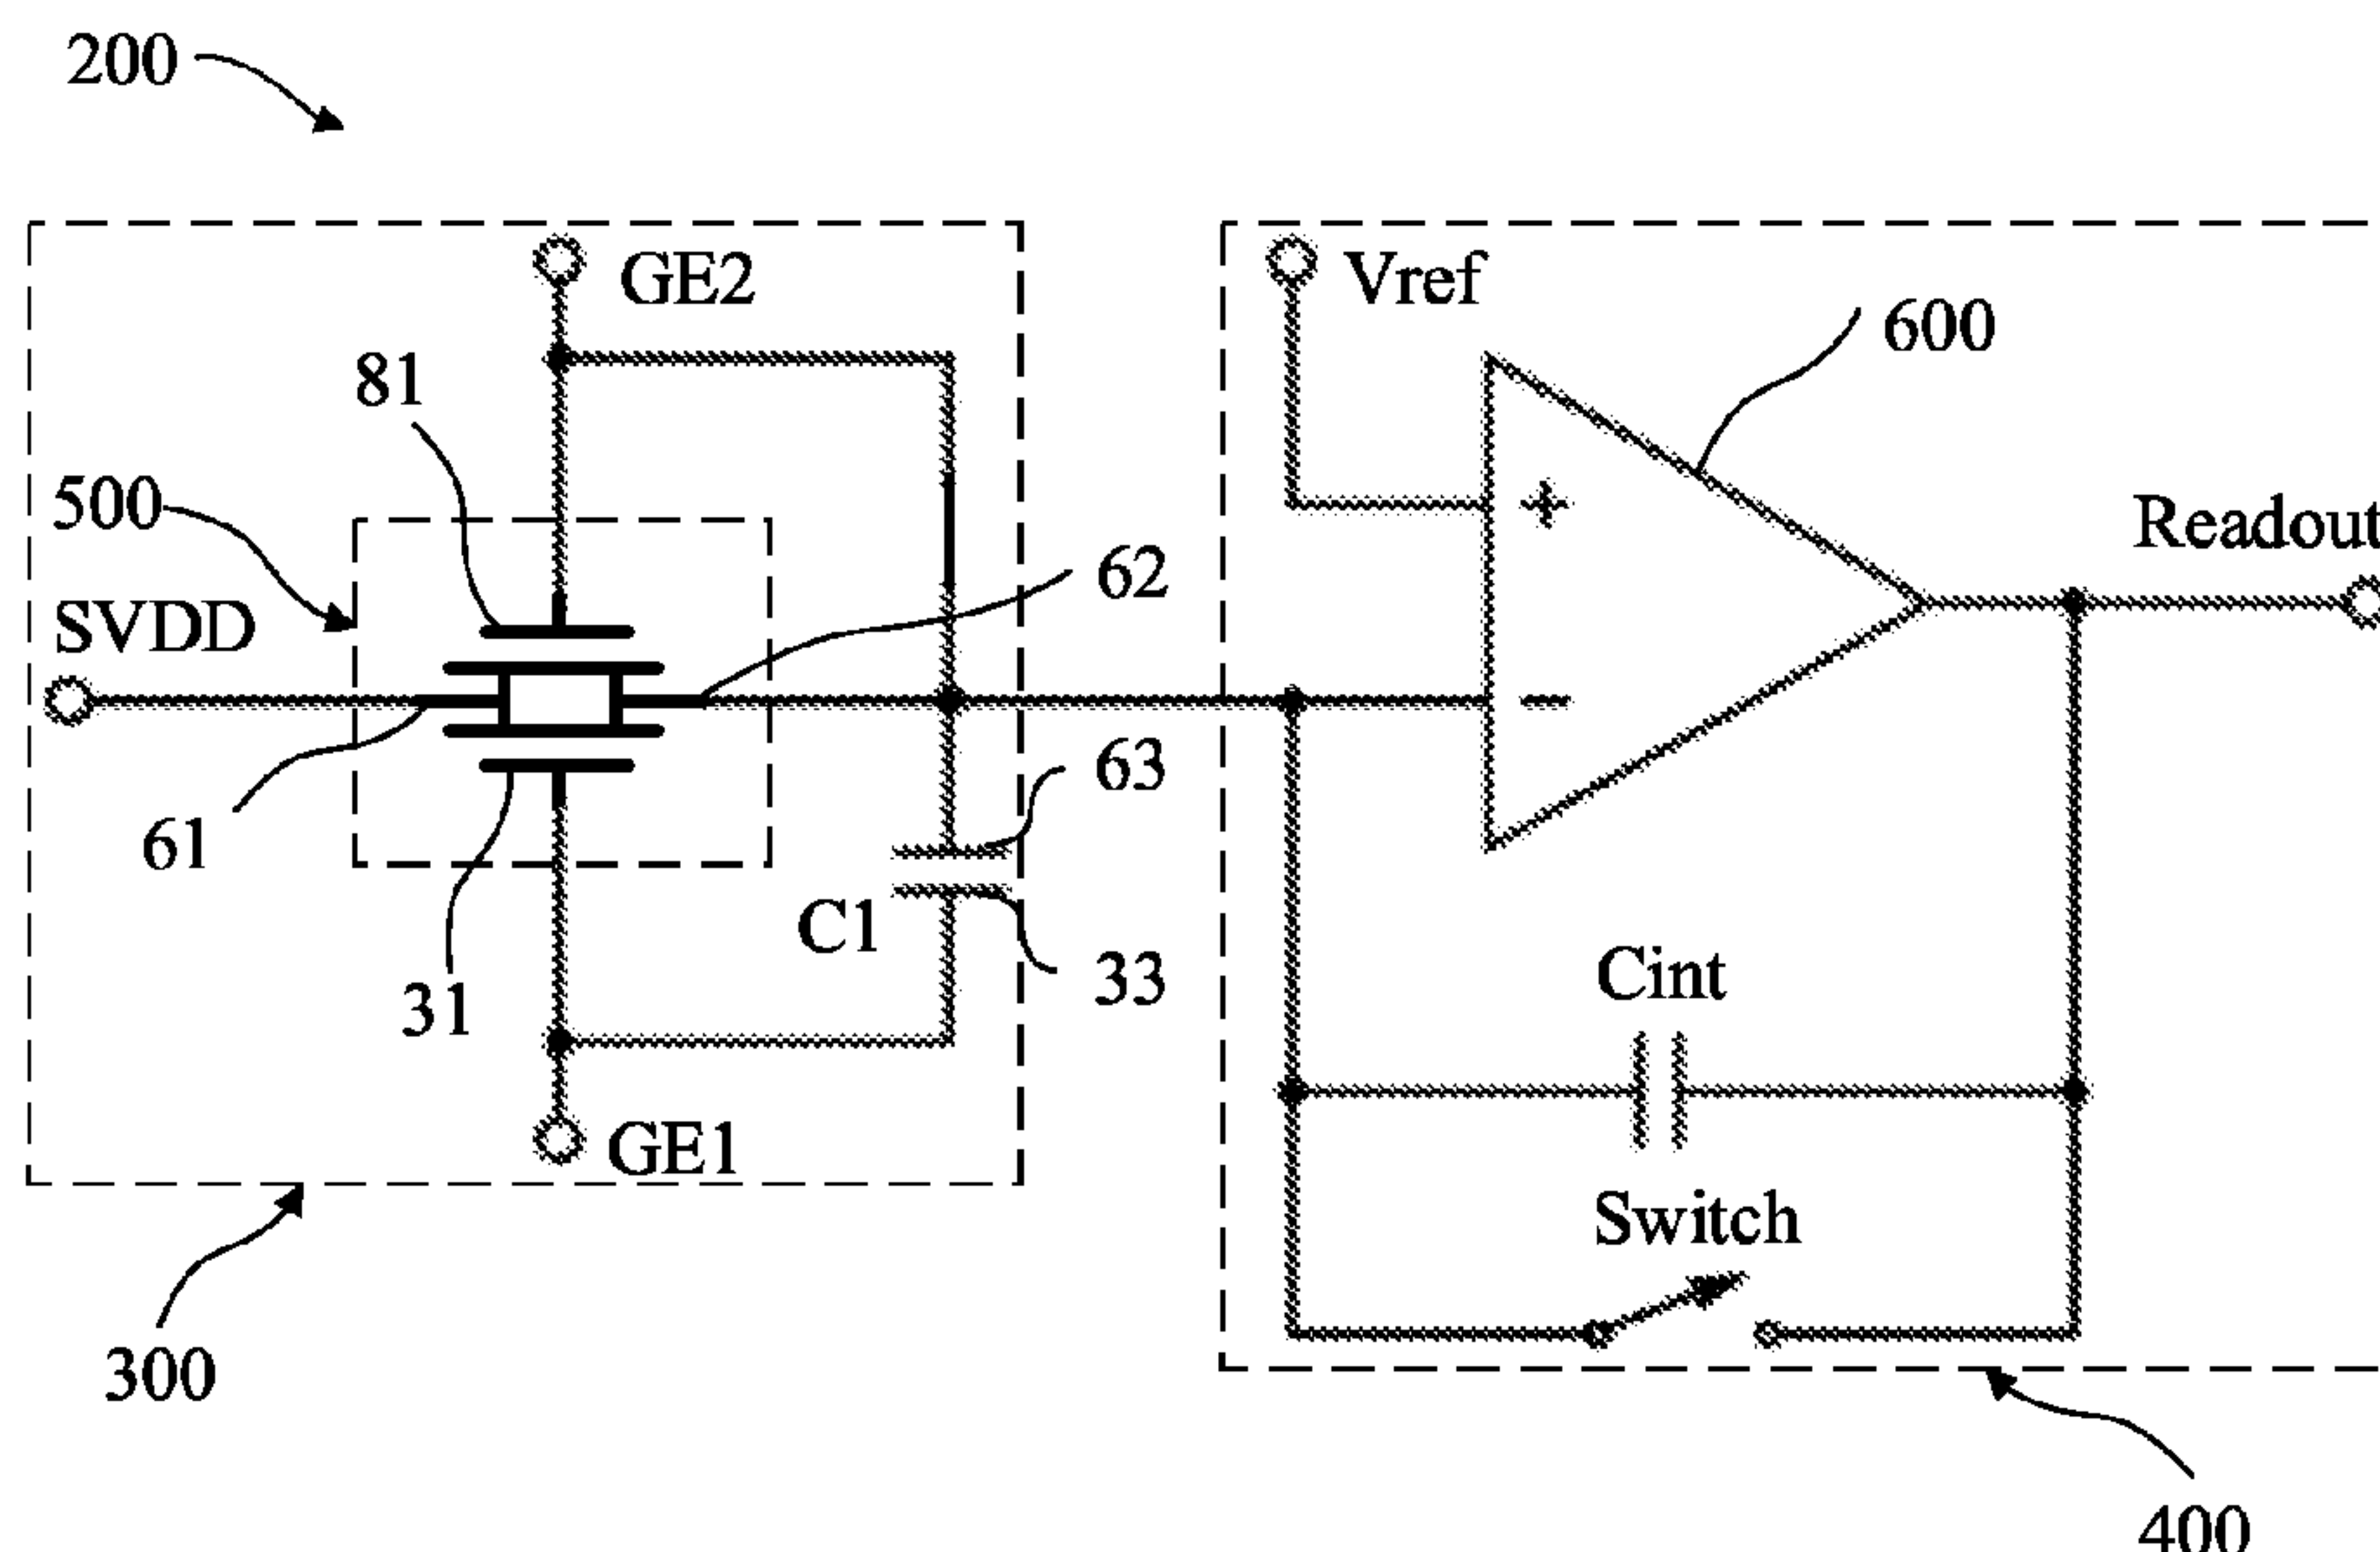 200
GE2
Vref
600
81
500
Readout
62
SVDD
+
−
63
61
C1
33
31
Cint
GE1
Switch
300
400